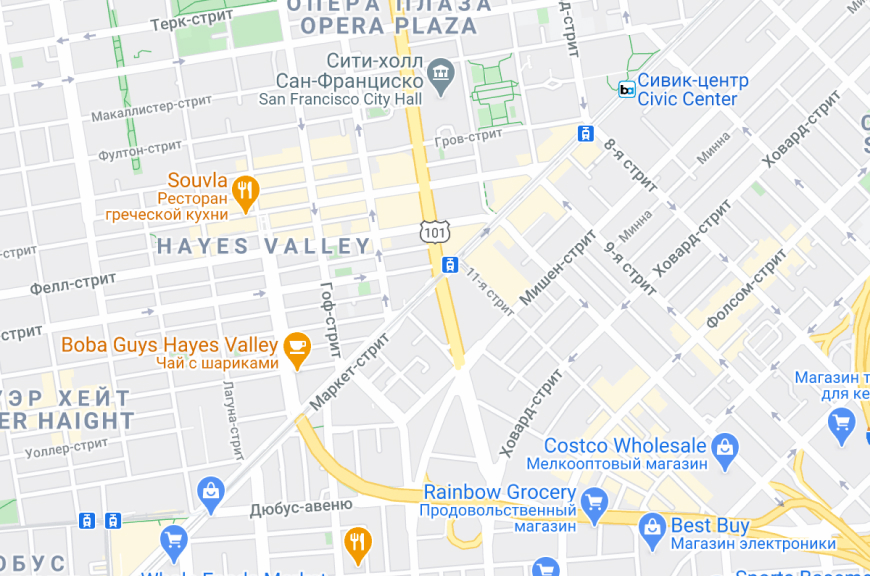 ОПЕРА ПЛАЗА
OPERA PLAZA
Терк-стрит
Сити-холл
Сан-Франциско
San Francisco City Hall
Сивик-центр
Civic Center
Макаллистер-стрит
Фултон-стрит
Гров-стрит
8-я стрит
Минна
Ховард-стрит
Souvla
Ресторан
греческой кухни
HAYES VALLEY
101
11-я стрит
Мишен-стрит
Минна
9-я стрит
Ховард-стрит
Фолсом-стрит
Фелл-стрит
Гоф-стрит
Boba Guys Hayes Valley
Чай с шариками
Маркет-стрит
Лагуна-стрит
ХЕЙТ
HAIGHT
Уоллер-стрит
Ховард-стрит
Магазин
для
Costco Wholesale
Мелкооптовый магазин
Rainbow Grocery
Продовольственный
магазин
Best Buy
Магазин электроники
Дюбус-авеню